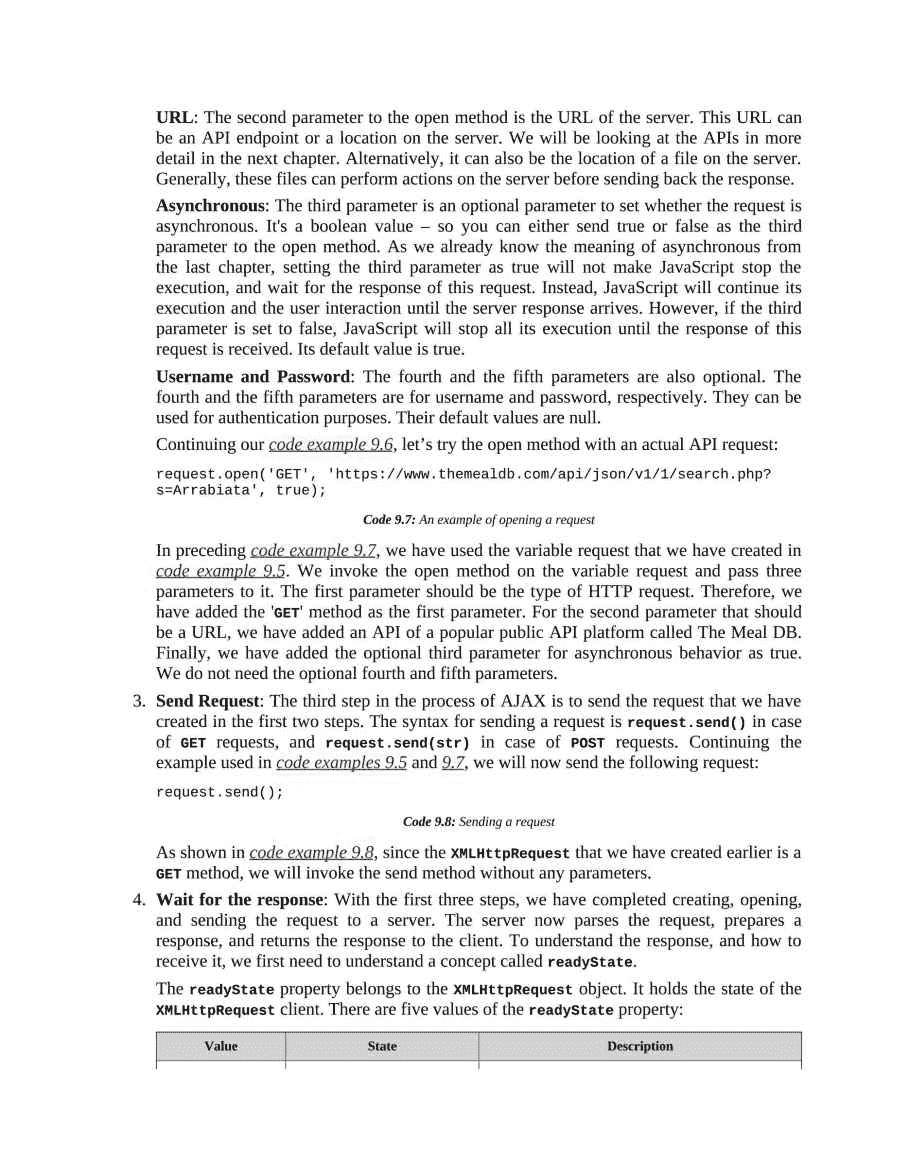 URL: The second parameter to the open method is the URL of the server. This URL can
be an API endpoint or a location on the server. We will be looking at the APIs in more
detail in the next chapter. Alternatively, it can also be the location of a file on the server.
Generally, these files can perform actions on the server before sending back the response.
Asynchronous: The third parameter is an optional parameter to set whether the request is
asynchronous. It's a boolean value – so you can either send true or false as the third
parameter to the open method. As we already know the meaning of asynchronous from
the last chapter, setting the third parameter as true will not make JavaScript stop the
execution, and wait for the response of this request. Instead, JavaScript will continue its
execution and the user interaction until the server response arrives. However, if the third
parameter is set to false, JavaScript will stop all its execution until the response of this
request is received. Its default value is true.
Username and Password: The fourth and the fifth parameters are also optional. The
fourth and the fifth parameters are for username and password, respectively. They can be
used for authentication purposes. Their default values are null.
Continuing our code example 9.6, let’s try the open method with an actual API request:
request.open('GET', 'https://www.themealdb.com/api/json/v1/1/search.php?
s=Arrabiata', true);
Code 9.7: An example of opening a request
In preceding code example 9.7, we have used the variable request that we have created in
code example 9.5. We invoke the open method on the variable request and pass three
parameters to it. The first parameter should be the type of HTTP request. Therefore, we
have added the 'GET' method as the first parameter. For the second parameter that should
be a URL, we have added an API of a popular public API platform called The Meal DB.
Finally, we have added the optional third parameter for asynchronous behavior as true.
We do not need the optional fourth and fifth parameters.
3. Send Request: The third step in the process of AJAX is to send the request that we have
created in the first two steps. The syntax for sending a request is request.send() in case
of GET requests, and request.send(str) in case of POST requests. Continuing the
example used in code examples 9.5 and 9.7, we will now send the following request:
request.send();
Code 9.8: Sending a request
As shown in code example 9.8, since the XMLHttpRequest that we have created earlier is a
GET method, we will invoke the send method without any parameters.
4. Wait for the response: With the first three steps, we have completed creating, opening,
and sending the request to a server. The server now parses the request, prepares a
response, and returns the response to the client. To understand the response, and how to
receive it, we first need to understand a concept called readyState.
The readyState property belongs to the XMLHttpRequest object. It holds the state of the
XMLHttpRequest client. There are five values of the readyState property:
Value State Description